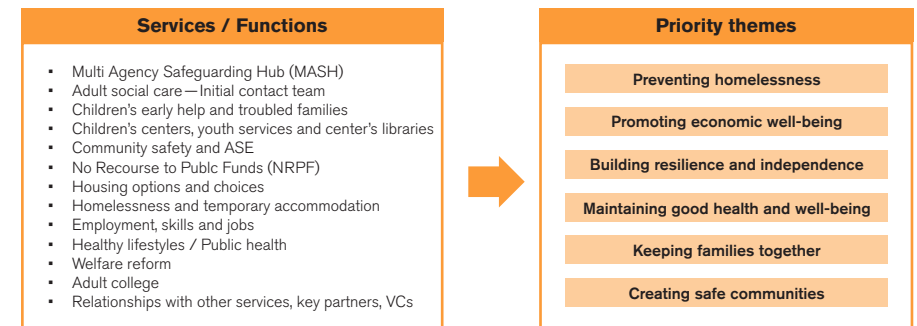 Services / Functions
▪ Multi Agency Safeguarding Hub (MASH)
▪ Adult social care—Initial contact team
▪ Children's early help and troubled families
▪ Children's centers, youth services and center's libraries
▪ Community safety and ASE
▪ No Recourse to Publc Funds (NRPF)
▪ Housing options and choices
▪ Homelessness and temporary accommodation
▪ Employment, skills and jobs
▪ Healthy lifestyles / Public health
▪ Welfare reform
▪ Adult college
▪ Relationships with other services, key partners, VCs
Priority themes
Preventing homelessness
Promoting economic well-being
Building resilience and independence
Maintaining good health and well-being
Keeping families together
Creating safe communities